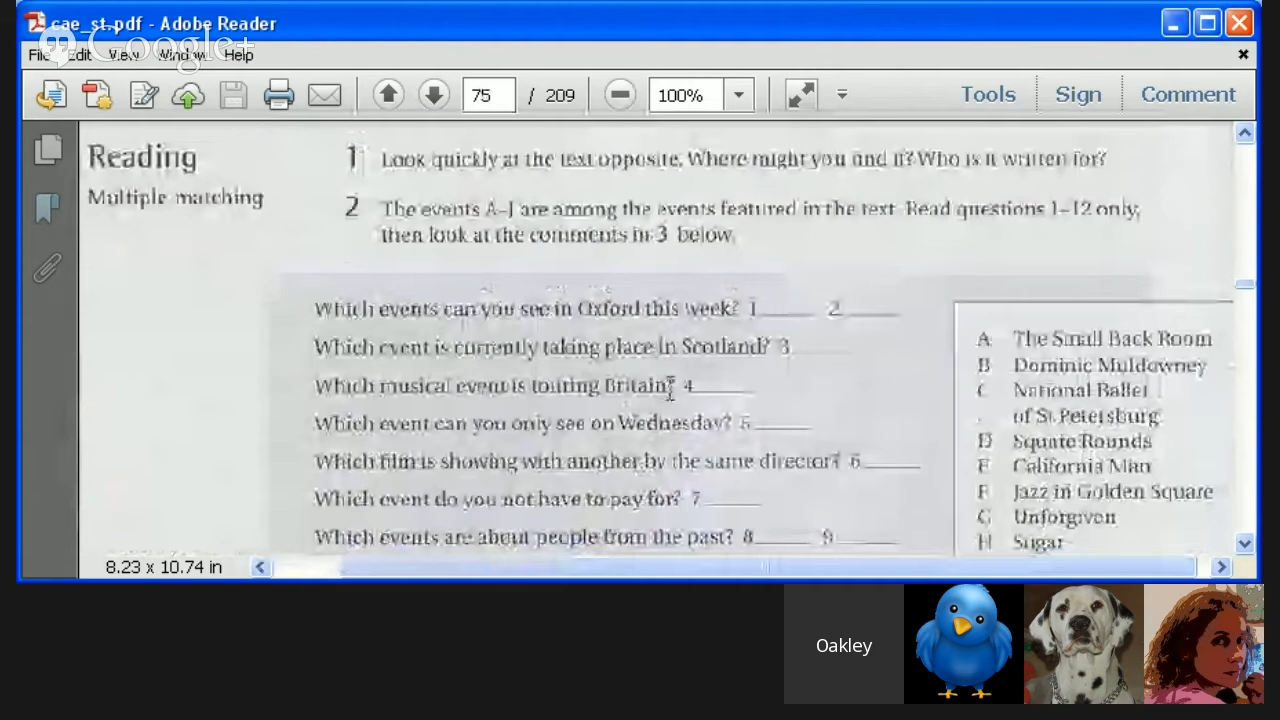 cae_st.pdf - Adobe Reader
Google+
File Edit View Window Help
75 / 209 100% Tools Sign Comment
Reading
Multiple matching
1 Look quickly at the text opposite. Where might you find it? Who is it written for?
2 The events A–J are among the events featured in the text. Read questions 1–12 only,
then look at the comments in 3 below.
Which events can you see in Oxford this week? 1 2
Which event is currently taking place in Scotland? 3
Which musical event is touring Britain? 4
Which event can you only see on Wednesday? 5
Which film is showing with another by the same director? 6
Which event do you not have to pay for? 7
Which events are about people from the past? 8 9
A The Small Back Room
B Dominic Muldowney
C National Ballet
of St Petersburg
D Square Rounds
E California Man
F Jazz in Golden Square
G Unforgiven
H Sugar
8.23 x 10.74 in
Oakley